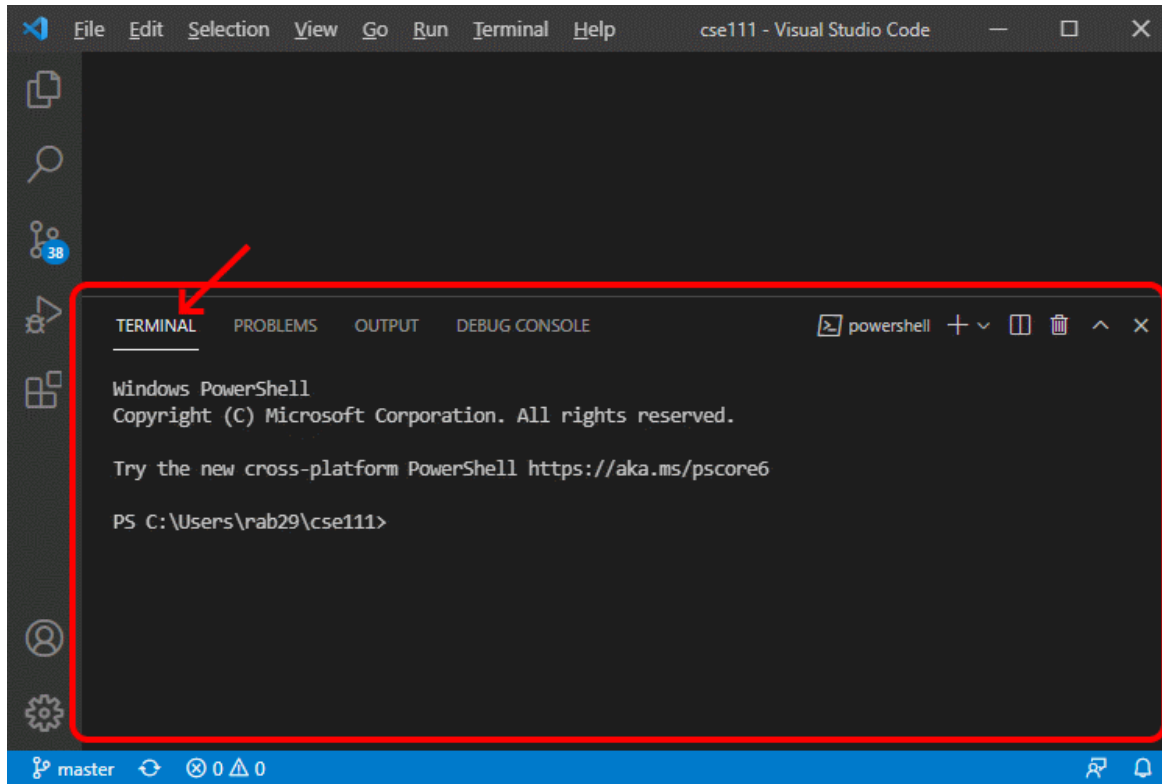 File Edit Selection View Go Run Terminal Help cse111 - Visual Studio Code
38
TERMINAL PROBLEMS OUTPUT DEBUG CONSOLE powershell
Windows PowerShell
Copyright (C) Microsoft Corporation. All rights reserved.
Try the new cross-platform PowerShell https://aka.ms/pscore6
PS C:\Users\rab29\cse111>
master 0 0